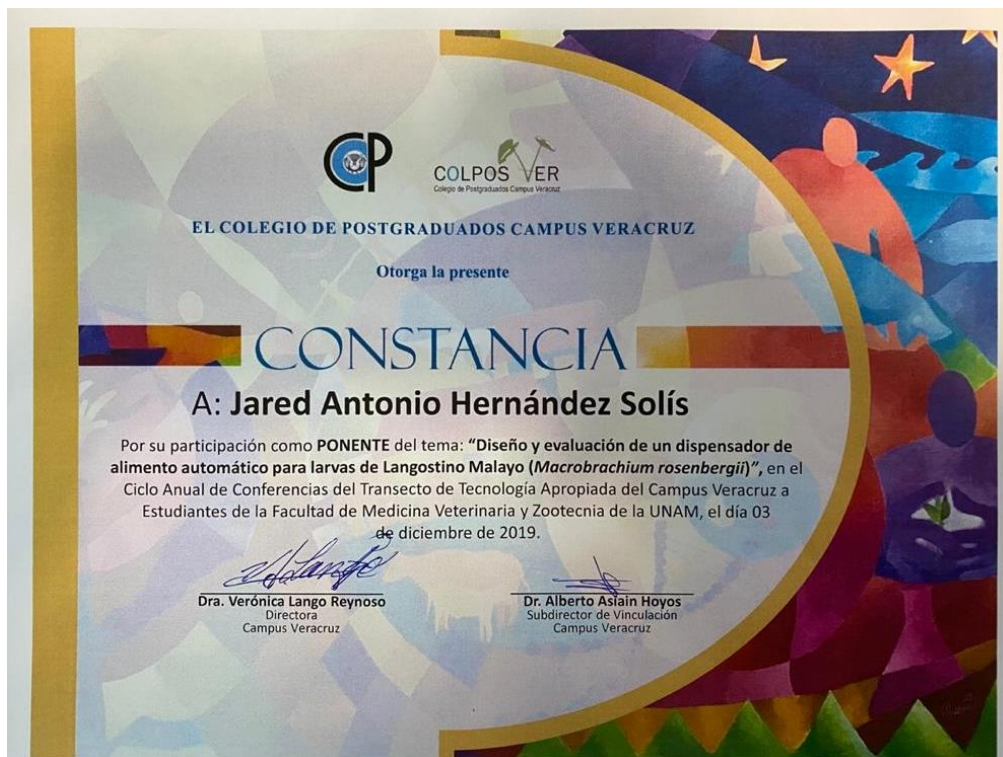 CP
COLPOS VER
Colegio de Postgraduados Campus Veracruz
EL COLEGIO DE POSTGRADUADOS CAMPUS VERACRUZ
Otorga la presente
CONSTANCIA
A: Jared Antonio Hernández Solís
Por su participación como PONENTE del tema: “Diseño y evaluación de un dispensador de
alimento automático para larvas de Langostino Malayo (Macrobrachium rosenbergii)”, en el
Ciclo Anual de Conferencias del Transecto de Tecnología Apropiada del Campus Veracruz a
Estudiantes de la Facultad de Medicina Veterinaria y Zootecnia de la UNAM, el día 03
de diciembre de 2019.
Dra. Verónica Lango Reynoso
Directora
Campus Veracruz
Dr. Alberto Asiain Hoyos
Subdirector de Vinculación
Campus Veracruz